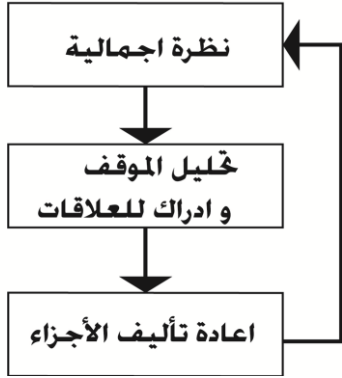 نظرة اجمالية
تحليل الموقف
و ادراك للعلاقات
اعادة تأليف الأجزاء